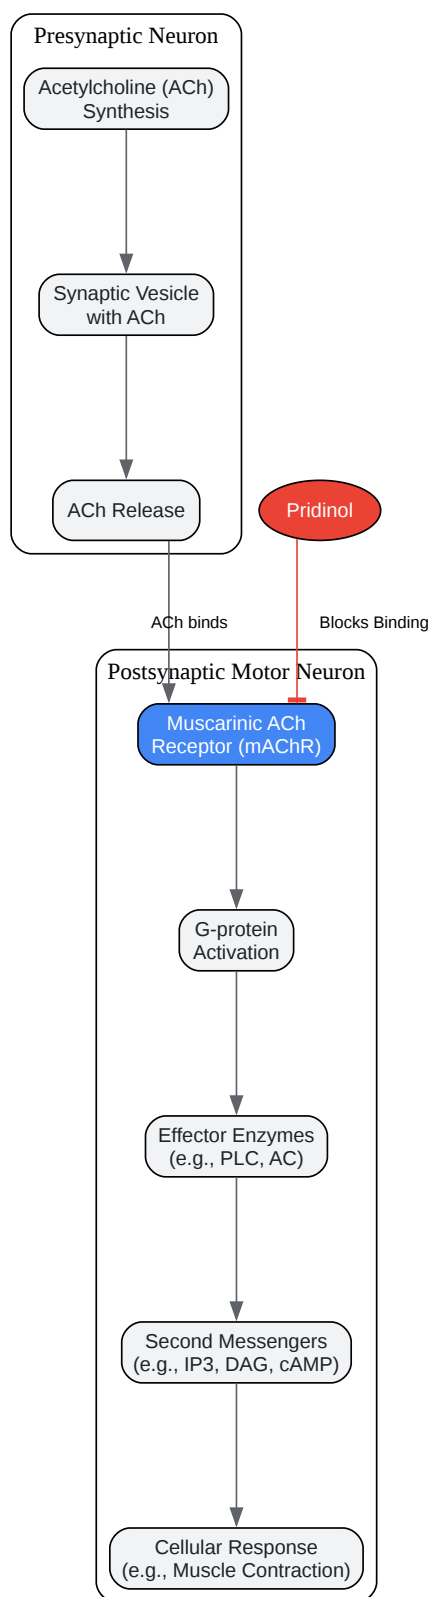 Presynaptic Neuron
Acetylcholine (ACh)
Synthesis
Synaptic Vesicle
with ACh
ACh Release
Pridinol
ACh binds
Blocks Binding
Postsynaptic Motor Neuron
Muscarinic ACh
Receptor (mAChR)
G-protein
Activation
Effector Enzymes
(e.g., PLC, AC)
Second Messengers
(e.g., IP3, DAG, cAMP)
Cellular Response
(e.g., Muscle Contraction)